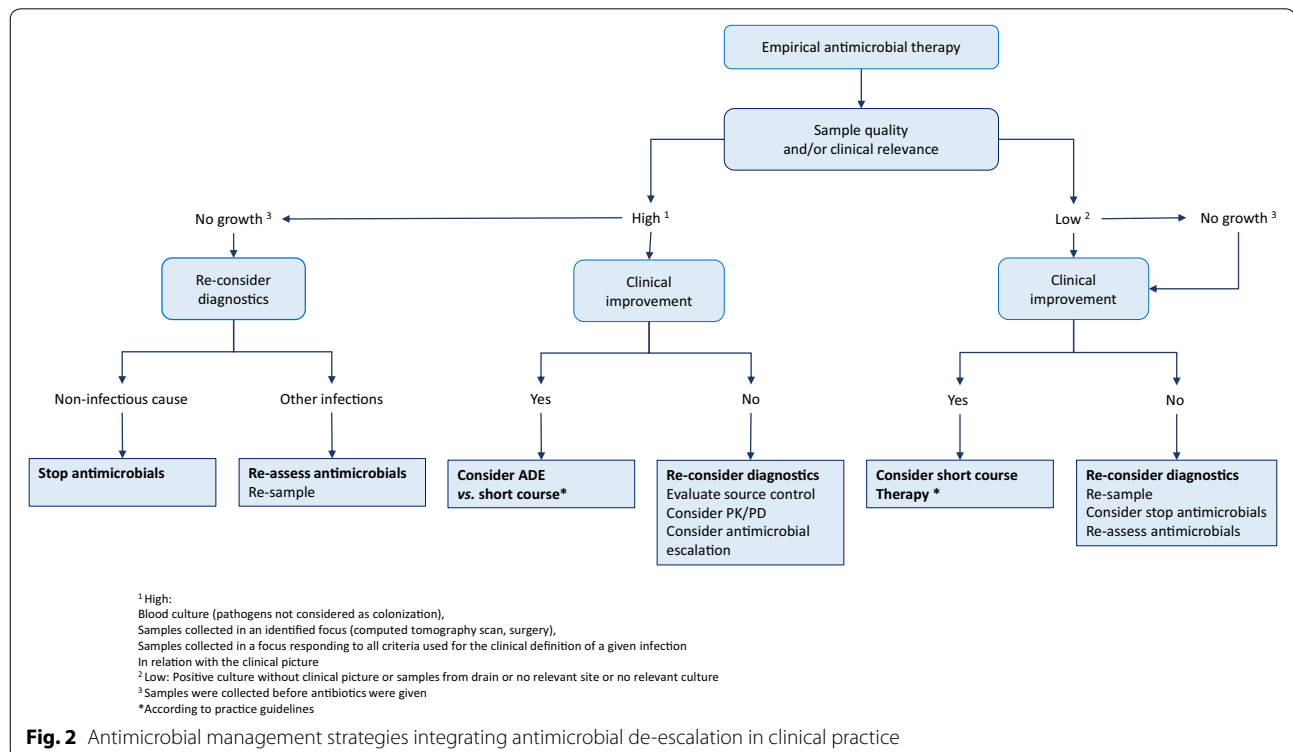 Empirical antimicrobial therapy
Sample quality
and/or clinical relevance
No growth 3
High 1
Low 2
No growth 3
Re-consider
diagnostics
Clinical
improvement
Clinical
improvement
Non-infectious cause
Other infections
Yes
No
Yes
No
Stop antimicrobials
Re-assess antimicrobials
Re-sample
Consider ADE
vs. short course*
Re-consider diagnostics
Evaluate source control
Consider PK/PD
Consider antimicrobial
escalation
Consider short course
Therapy *
Re-consider diagnostics
Re-sample
Consider stop antimicrobials
Re-assess antimicrobials
1 High:
Blood culture (pathogens not considered as colonization),
Samples collected in an identified focus (computed tomography scan, surgery),
Samples collected in a focus responding to all criteria used for the clinical definition of a given infection
In relation with the clinical picture
2 Low: Positive culture without clinical picture or samples from drain or no relevant site or no relevant culture
3 Samples were collected before antibiotics were given
*According to practice guidelines
Fig. 2 Antimicrobial management strategies integrating antimicrobial de-escalation in clinical practice